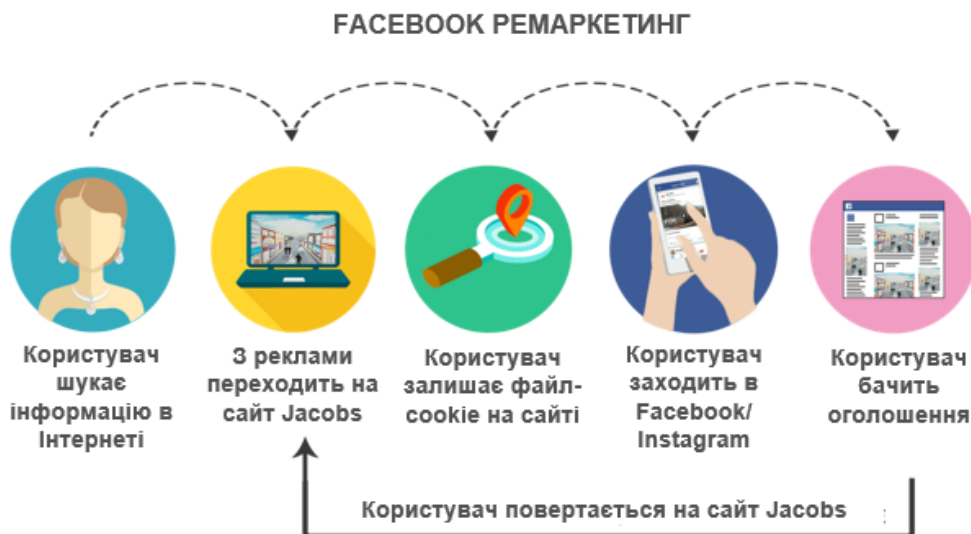 FACEBOOK РЕМАРКЕТИНГ
Користувач
шукає
інформацію в
Інтернеті
З реклами
переходить на
сайт Jacobs
Користувач
залишає файл-
cookie на сайті
Користувач
заходить в
Facebook/
Instagram
Користувач
бачить
оголошення
Користувач повертається на сайт Jacobs